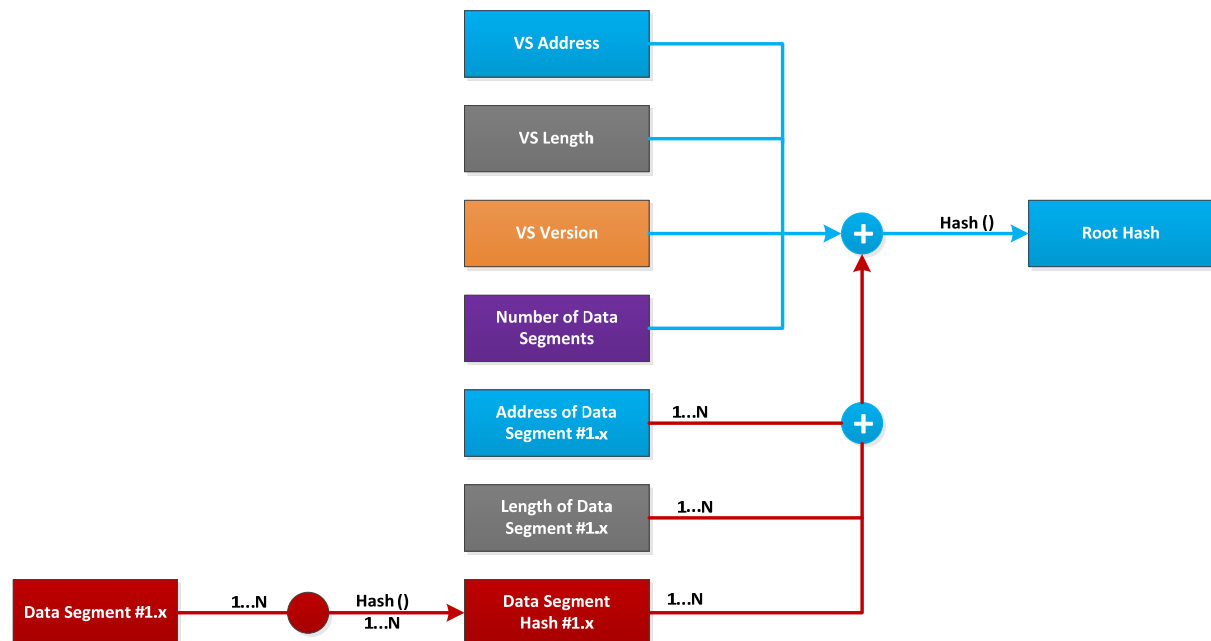 VS Address
VS Length
VS Version
Hash ()
Root Hash
Number of Data
Segments
Address of Data
Segment #1.x
1...N
Length of Data
Segment #1.x
1...N
Data Segment #1.x
1...N
Hash ()
1...N
Data Segment
Hash #1.x
1...N